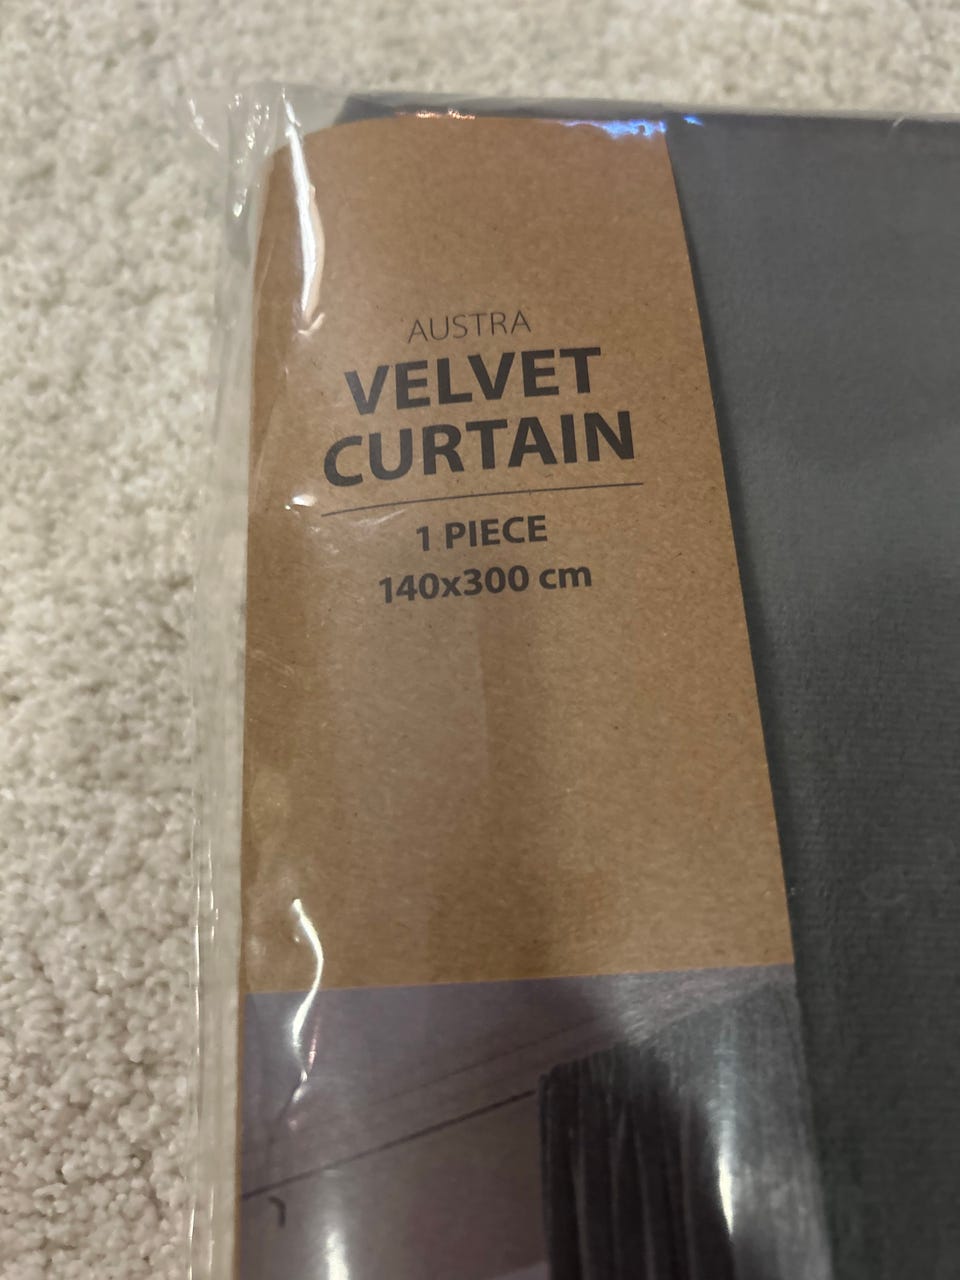 AUSTRA
VELVET
CURTAIN
1 PIECE
140x300 cm